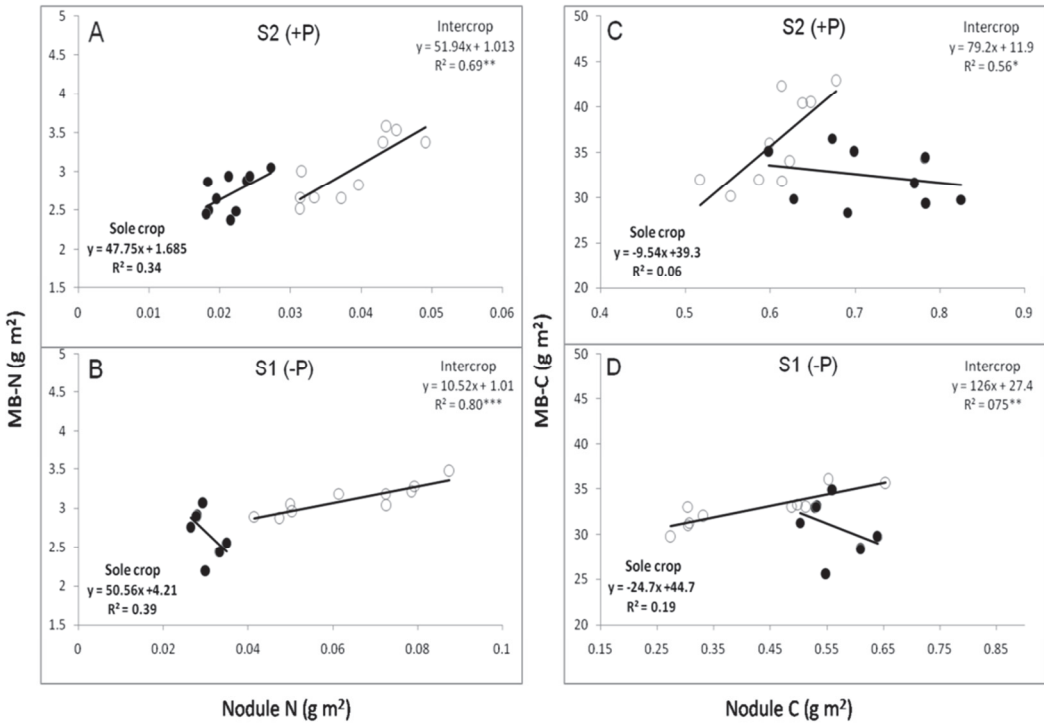 A
S2 (+P)
Intercrop
y = 51.94x + 1.013
R² = 0.69**
5
4.5
4
3.5
3
2.5
2
1.5
Sole crop
y = 47.75x + 1.685
R² = 0.34
0
0.01
0.02
0.03
0.04
0.05
0.06
C
S2 (+P)
Intercrop
y = 79.2x + 11.9
R² = 0.56*
50
45
40
35
30
25
20
Sole crop
y = -9.54x +39.3
R² = 0.06
0.4
0.5
0.6
0.7
0.8
0.9
B
S1 (-P)
Intercrop
y = 10.52x + 1.01
R² = 0.80***
5
4.5
4
3.5
3
2.5
2
1.5
Sole crop
y = 50.56x +4.21
R² = 0.39
0
0.02
0.04
0.06
0.08
0.1
D
S1 (-P)
Intercrop
y = 126x + 27.4
R² = 075**
50
45
40
35
30
25
20
Sole crop
y = -24.7x +44.7
R² = 0.19
0.15
0.25
0.35
0.45
0.55
0.65
0.75
0.85
MB-N (g m²)
MB-C (g m²)
Nodule N (g m²)
Nodule C (g m²)